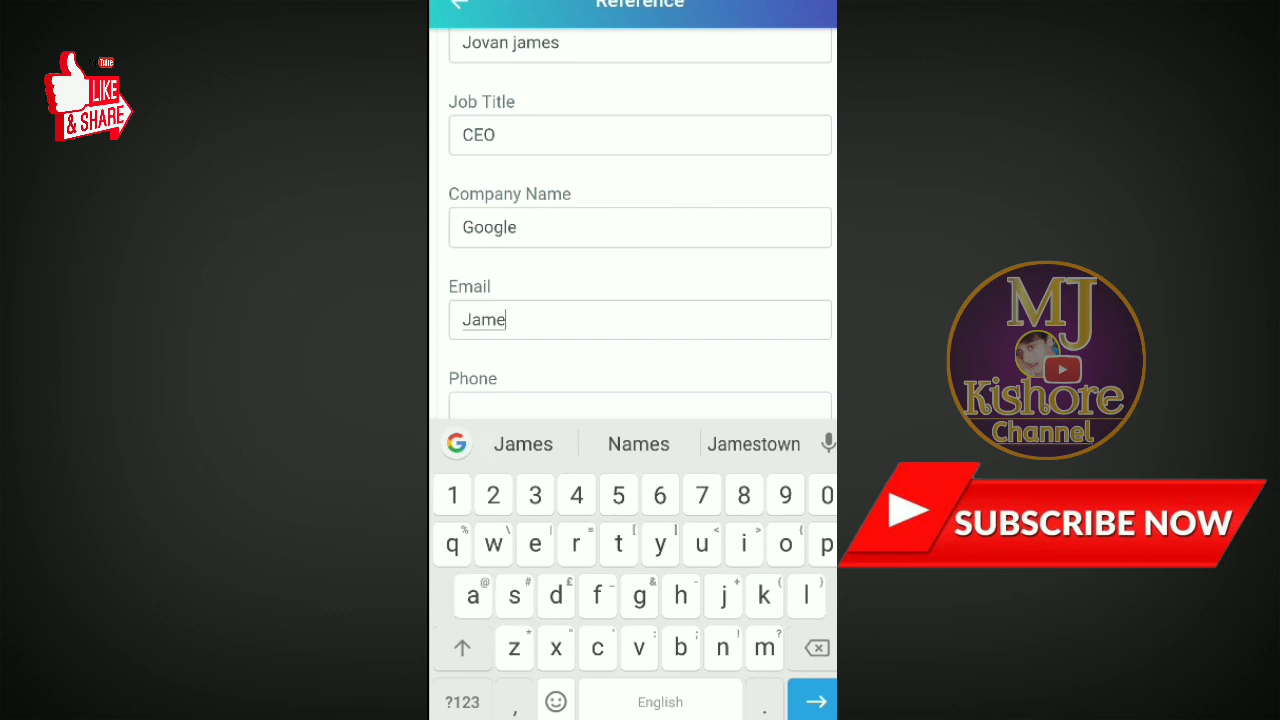 Reference
Jovan james
Job Title
CEO
Company Name
Google
Email
Jame
Phone
G James Names Jamestown
1 2 3 4 5 6 7 8 9 0
% \ | = [ ] < > {
q w e r t y u i o p
@ # £ _ & - + ( )
a s d f g h j k l
* " ' : ; ! ?
z x c v b n m
?123 , English .
LIKE
& SHARE
MJ
Kishore
Channel
SUBSCRIBE NOW